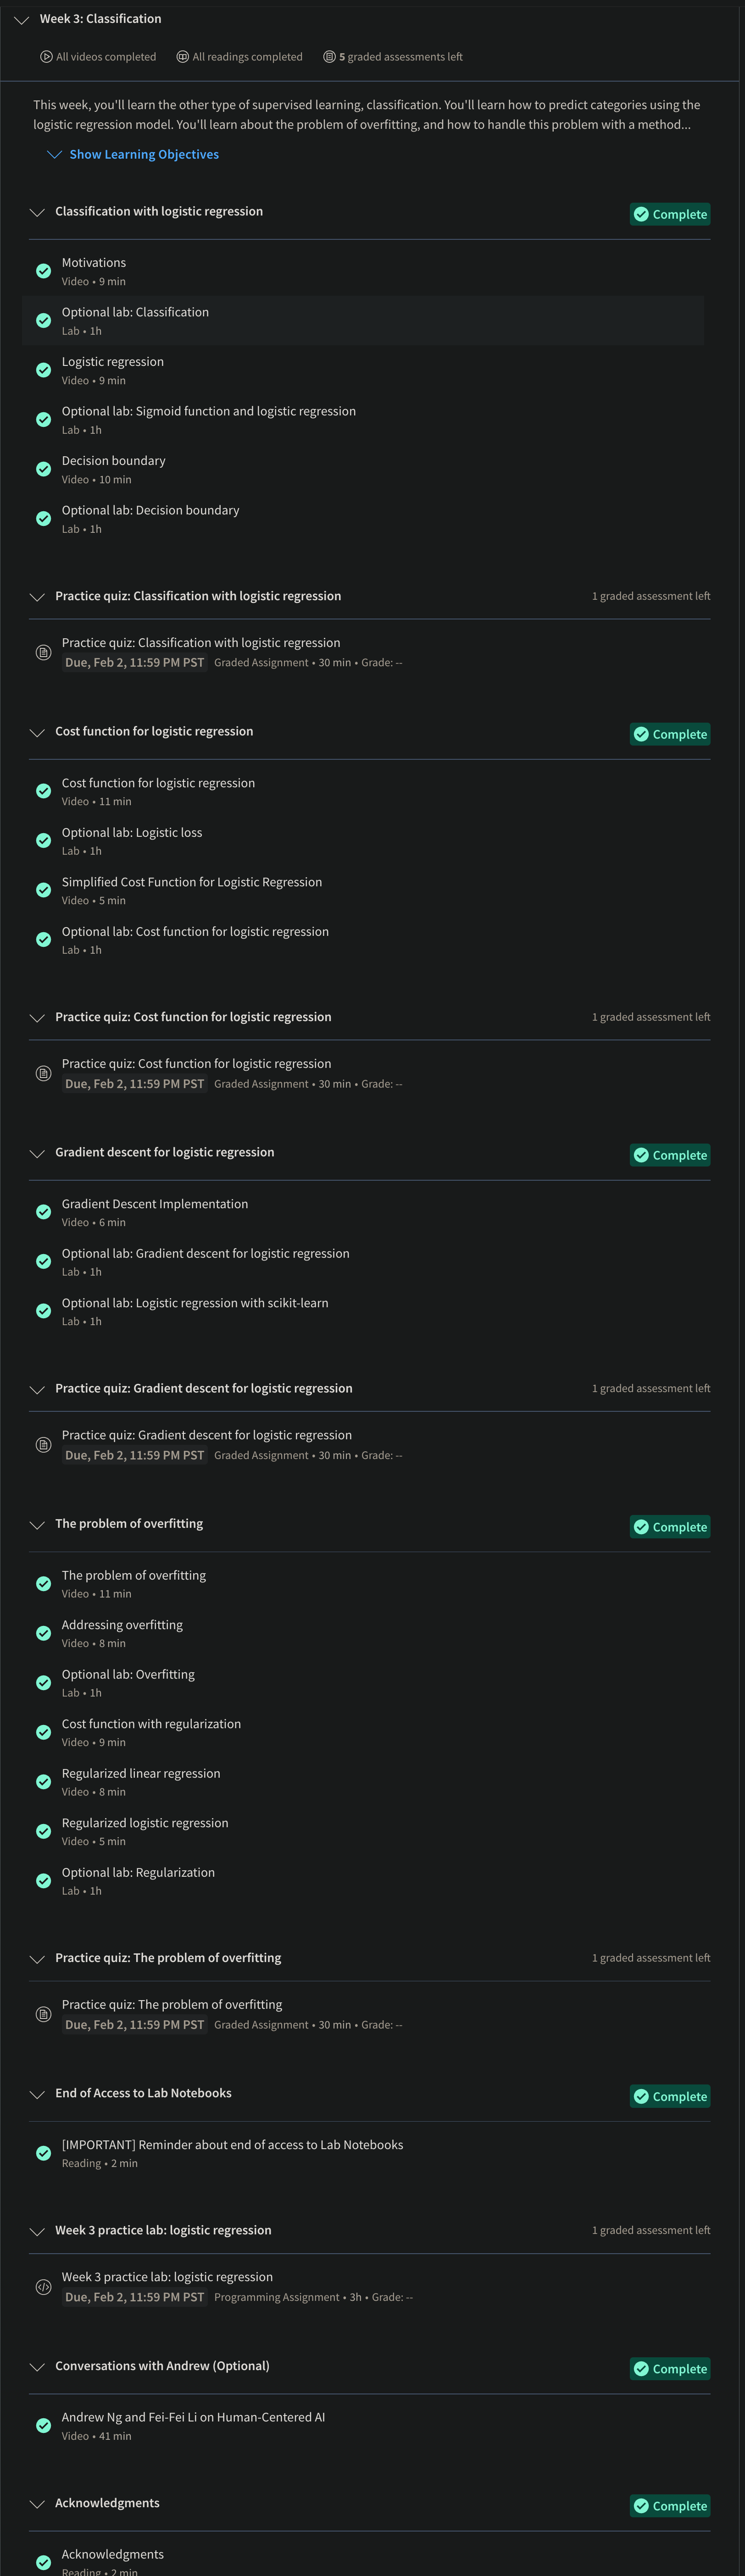 Week 3: Classification
All videos completed All readings completed 5 graded assessments left
This week, you'll learn the other type of supervised learning, classification. You'll learn how to predict categories using the
logistic regression model. You'll learn about the problem of overfitting, and how to handle this problem with a method...
Show Learning Objectives
Classification with logistic regression Complete
Motivations
Video • 9 min
Optional lab: Classification
Lab • 1h
Logistic regression
Video • 9 min
Optional lab: Sigmoid function and logistic regression
Lab • 1h
Decision boundary
Video • 10 min
Optional lab: Decision boundary
Lab • 1h
Practice quiz: Classification with logistic regression 1 graded assessment left
Practice quiz: Classification with logistic regression
Due, Feb 2, 11:59 PM PST Graded Assignment • 30 min • Grade: --
Cost function for logistic regression Complete
Cost function for logistic regression
Video • 11 min
Optional lab: Logistic loss
Lab • 1h
Simplified Cost Function for Logistic Regression
Video • 5 min
Optional lab: Cost function for logistic regression
Lab • 1h
Practice quiz: Cost function for logistic regression 1 graded assessment left
Practice quiz: Cost function for logistic regression
Due, Feb 2, 11:59 PM PST Graded Assignment • 30 min • Grade: --
Gradient descent for logistic regression Complete
Gradient Descent Implementation
Video • 6 min
Optional lab: Gradient descent for logistic regression
Lab • 1h
Optional lab: Logistic regression with scikit-learn
Lab • 1h
Practice quiz: Gradient descent for logistic regression 1 graded assessment left
Practice quiz: Gradient descent for logistic regression
Due, Feb 2, 11:59 PM PST Graded Assignment • 30 min • Grade: --
The problem of overfitting Complete
The problem of overfitting
Video • 11 min
Addressing overfitting
Video • 8 min
Optional lab: Overfitting
Lab • 1h
Cost function with regularization
Video • 9 min
Regularized linear regression
Video • 8 min
Regularized logistic regression
Video • 5 min
Optional lab: Regularization
Lab • 1h
Practice quiz: The problem of overfitting 1 graded assessment left
Practice quiz: The problem of overfitting
Due, Feb 2, 11:59 PM PST Graded Assignment • 30 min • Grade: --
End of Access to Lab Notebooks Complete
[IMPORTANT] Reminder about end of access to Lab Notebooks
Reading • 2 min
Week 3 practice lab: logistic regression 1 graded assessment left
Week 3 practice lab: logistic regression
Due, Feb 2, 11:59 PM PST Programming Assignment • 3h • Grade: --
Conversations with Andrew (Optional) Complete
Andrew Ng and Fei-Fei Li on Human-Centered AI
Video • 41 min
Acknowledgments Complete
Acknowledgments
Reading • 2 min